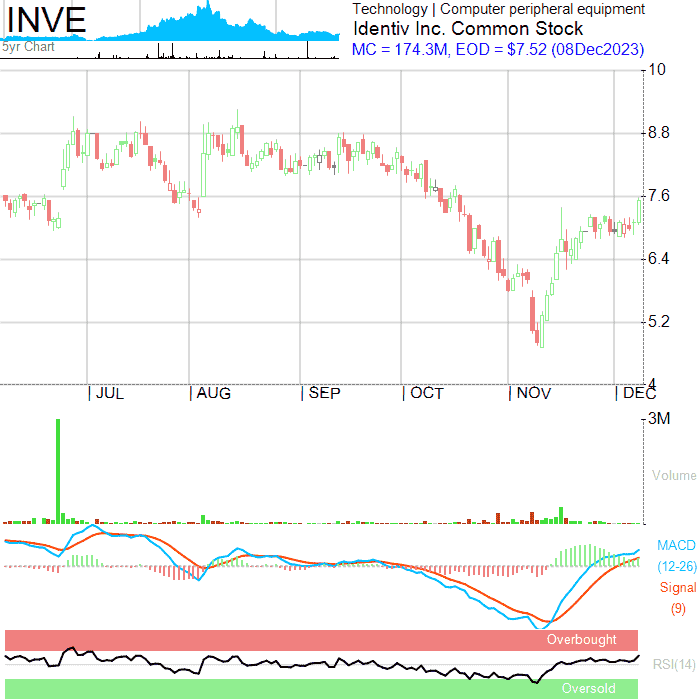 INVE
5yr Chart
Technology | Computer peripheral equipment
Identiv Inc. Common Stock
MC = 174.3M, EOD = $7.52 (08Dec2023)
10
8.8
7.6
6.4
5.2
4
JUL
AUG
SEP
OCT
NOV
DEC
3M
Volume
MACD
(12-26)
Signal
(9)
Overbought
RSI(14)
Oversold